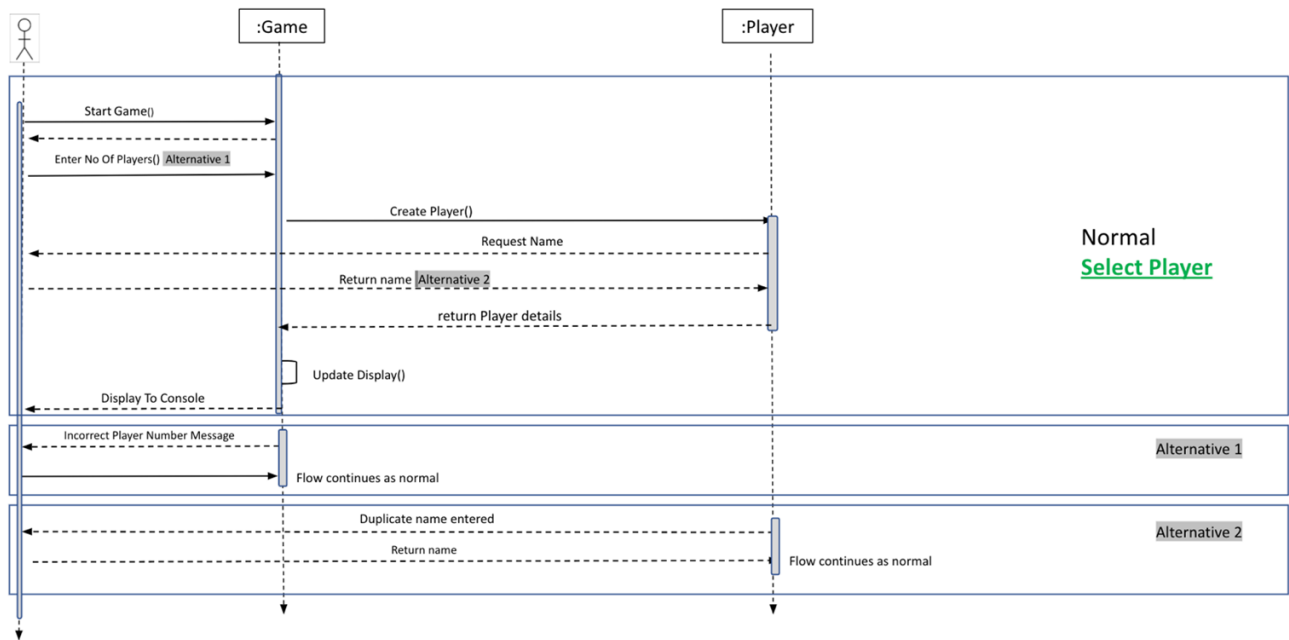 :Game
:Player
Start Game()
Enter No Of Players() Alternative 1
Create Player()
Request Name
Return name Alternative 2
return Player details
Update Display()
Display To Console
Normal
Select Player
Incorrect Player Number Message
Flow continues as normal
Alternative 1
Duplicate name entered
Return name
Flow continues as normal
Alternative 2